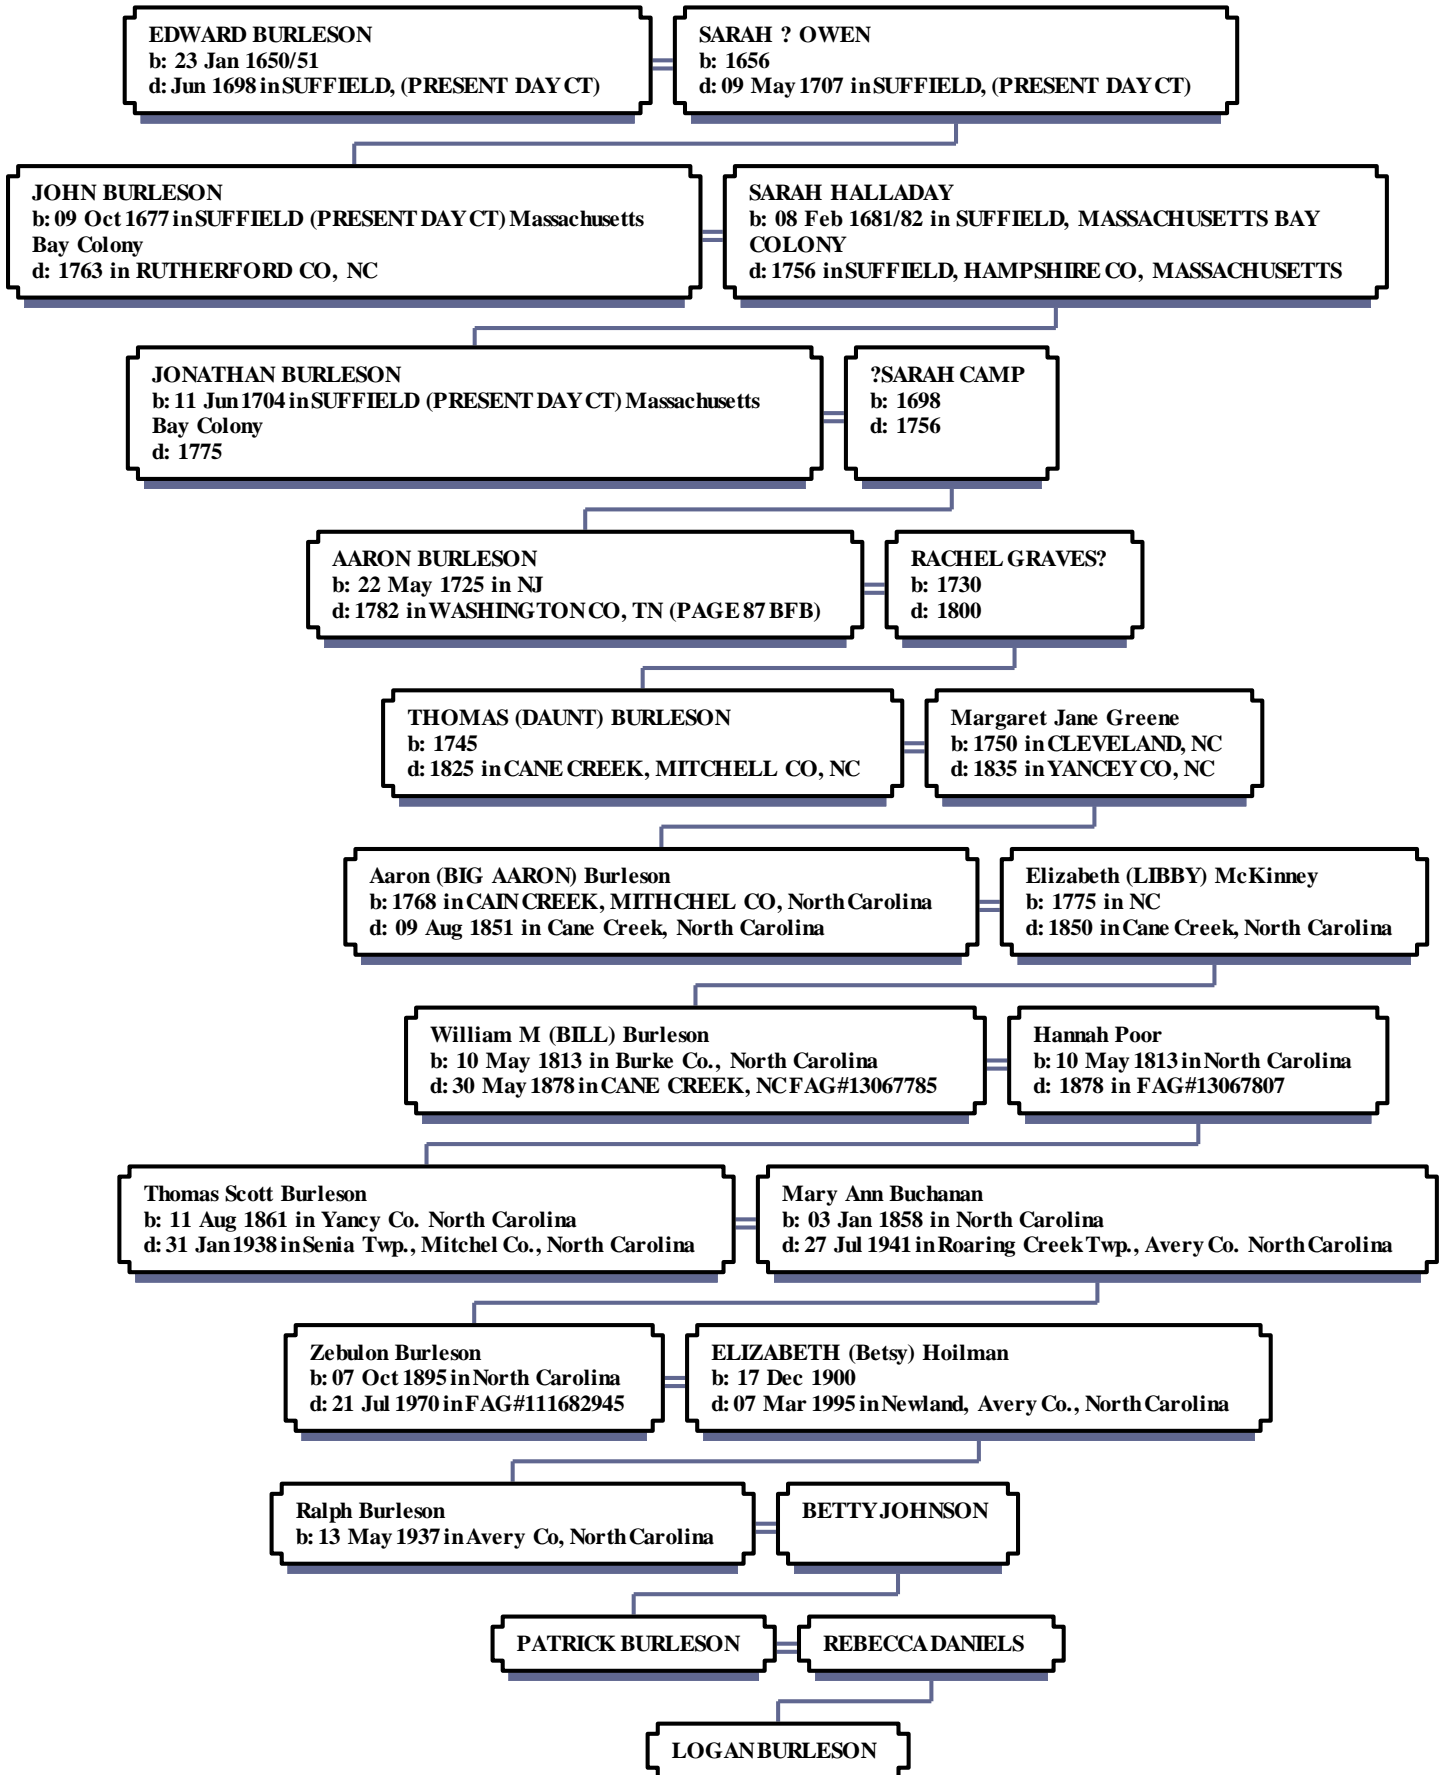 EDWARD BURLESON
b: 23 Jan 1650/51
d: Jun 1698 in SUFFIELD, (PRESENT DAY CT)
SARAH ? OWEN
b: 1656
d: 09 May 1707 in SUFFIELD, (PRESENT DAY CT)
JOHN BURLESON
b: 09 Oct 1677 in SUFFIELD (PRESENT DAY CT) Massachusetts
Bay Colony
d: 1763 in RUTHERFORD CO, NC
SARAH HALLADAY
b: 08 Feb 1681/82 in SUFFIELD, MASSACHUSETTS BAY
COLONY
d: 1756 in SUFFIELD, HAMPSHIRE CO, MASSACHUSETTS
JONATHAN BURLESON
b: 11 Jun 1704 in SUFFIELD (PRESENT DAY CT) Massachusetts
Bay Colony
d: 1775
?SARAH CAMP
b: 1698
d: 1756
AARON BURLESON
b: 22 May 1725 in NJ
d: 1782 in WASHINGTON CO, TN (PAGE 87 BFB)
RACHEL GRAVES?
b: 1730
d: 1800
THOMAS (DAUNT) BURLESON
b: 1745
d: 1825 in CANE CREEK, MITCHELL CO, NC
Margaret Jane Greene
b: 1750 in CLEVELAND, NC
d: 1835 in YANCEY CO, NC
Aaron (BIG AARON) Burleson
b: 1768 in CAIN CREEK, MITHCHEL CO, North Carolina
d: 09 Aug 1851 in Cane Creek, North Carolina
Elizabeth (LIBBY) McKinney
b: 1775 in NC
d: 1850 in Cane Creek, North Carolina
William M (BILL) Burleson
b: 10 May 1813 in Burke Co., North Carolina
d: 30 May 1878 in CANE CREEK, NC FAG#13067785
Hannah Poor
b: 10 May 1813 in North Carolina
d: 1878 in FAG#13067807
Thomas Scott Burleson
b: 11 Aug 1861 in Yancy Co. North Carolina
d: 31 Jan 1938 in Senia Twp., Mitchel Co., North Carolina
Mary Ann Buchanan
b: 03 Jan 1858 in North Carolina
d: 27 Jul 1941 in Roaring Creek Twp., Avery Co. North Carolina
Zebulon Burleson
b: 07 Oct 1895 in North Carolina
d: 21 Jul 1970 in FAG#111682945
ELIZABETH (Betsy) Hoilman
b: 17 Dec 1900
d: 07 Mar 1995 in Newland, Avery Co., North Carolina
Ralph Burleson
b: 13 May 1937 in Avery Co, North Carolina
BETTY JOHNSON
PATRICK BURLESON
REBECCA DANIELS
LOGAN BURLESON